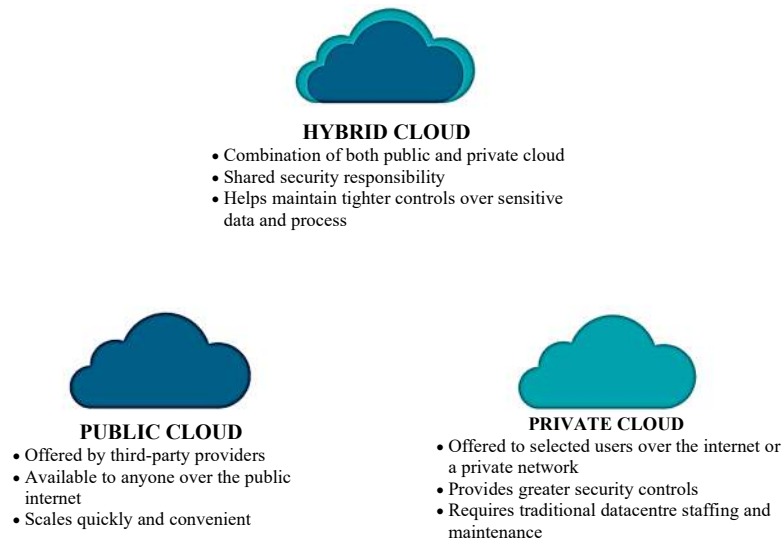 HYBRID CLOUD
• Combination of both public and private cloud
• Shared security responsibility
• Helps maintain tighter controls over sensitive
data and process
PUBLIC CLOUD
• Offered by third-party providers
• Available to anyone over the public
internet
• Scales quickly and convenient
PRIVATE CLOUD
• Offered to selected users over the internet or
a private network
• Provides greater security controls
• Requires traditional datacentre staffing and
maintenance